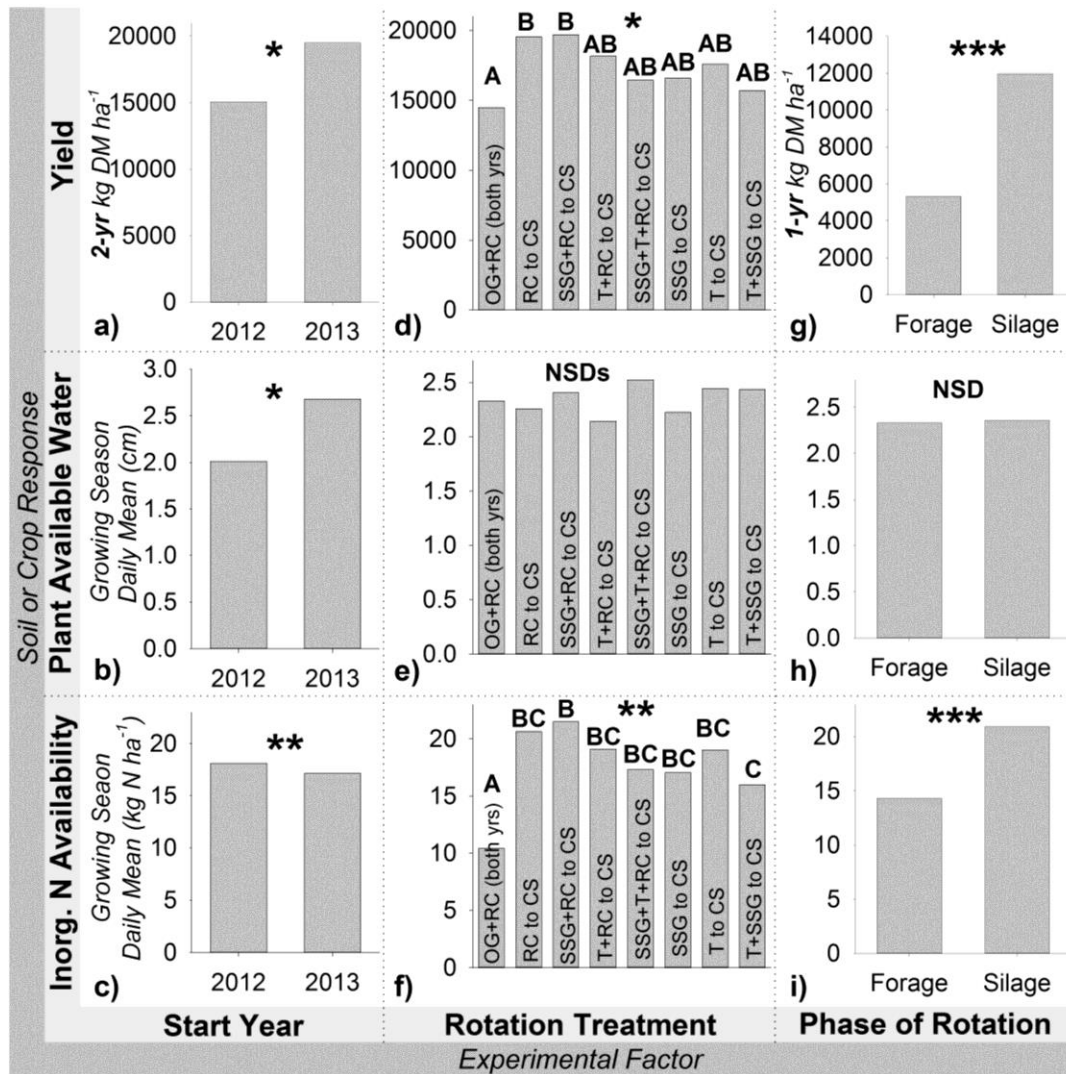 Soil or Crop Response
Yield
2-yr kg DM ha-1
20000
15000
10000
5000
0
*
a)
2012
2013
20000
15000
10000
5000
0
A
B
B
AB
*
AB
AB
AB
AB
OG+RC (both yrs)
RC to CS
SSG+RC to CS
T+RC to CS
SSG+T+RC to CS
SSG to CS
T to CS
T+SSG to CS
d)
1-yr kg DM ha-1
14000
12000
10000
8000
6000
4000
2000
0
***
g)
Forage
Silage
Plant Available Water
Growing Season
Daily Mean (cm)
3.0
2.5
2.0
1.5
1.0
0.5
0.0
*
b)
2012
2013
2.5
2.0
1.5
1.0
0.5
0.0
NSDs
OG+RC (both yrs)
RC to CS
SSG+RC to CS
T+RC to CS
SSG+T+RC to CS
SSG to CS
T to CS
T+SSG to CS
e)
2.5
2.0
1.5
1.0
0.5
0.0
NSD
h)
Forage
Silage
Inorg. N Availability
Growing Seaon
Daily Mean (kg N ha-1)
20
15
10
5
0
**
c)
2012
2013
20
15
10
5
0
A
BC
B
BC
**
BC
BC
BC
C
OG+RC (both yrs)
RC to CS
SSG+RC to CS
T+RC to CS
SSG+T+RC to CS
SSG to CS
T to CS
T+SSG to CS
f)
20
15
10
5
0
***
i)
Forage
Silage
Start Year
Rotation Treatment
Phase of Rotation
Experimental Factor